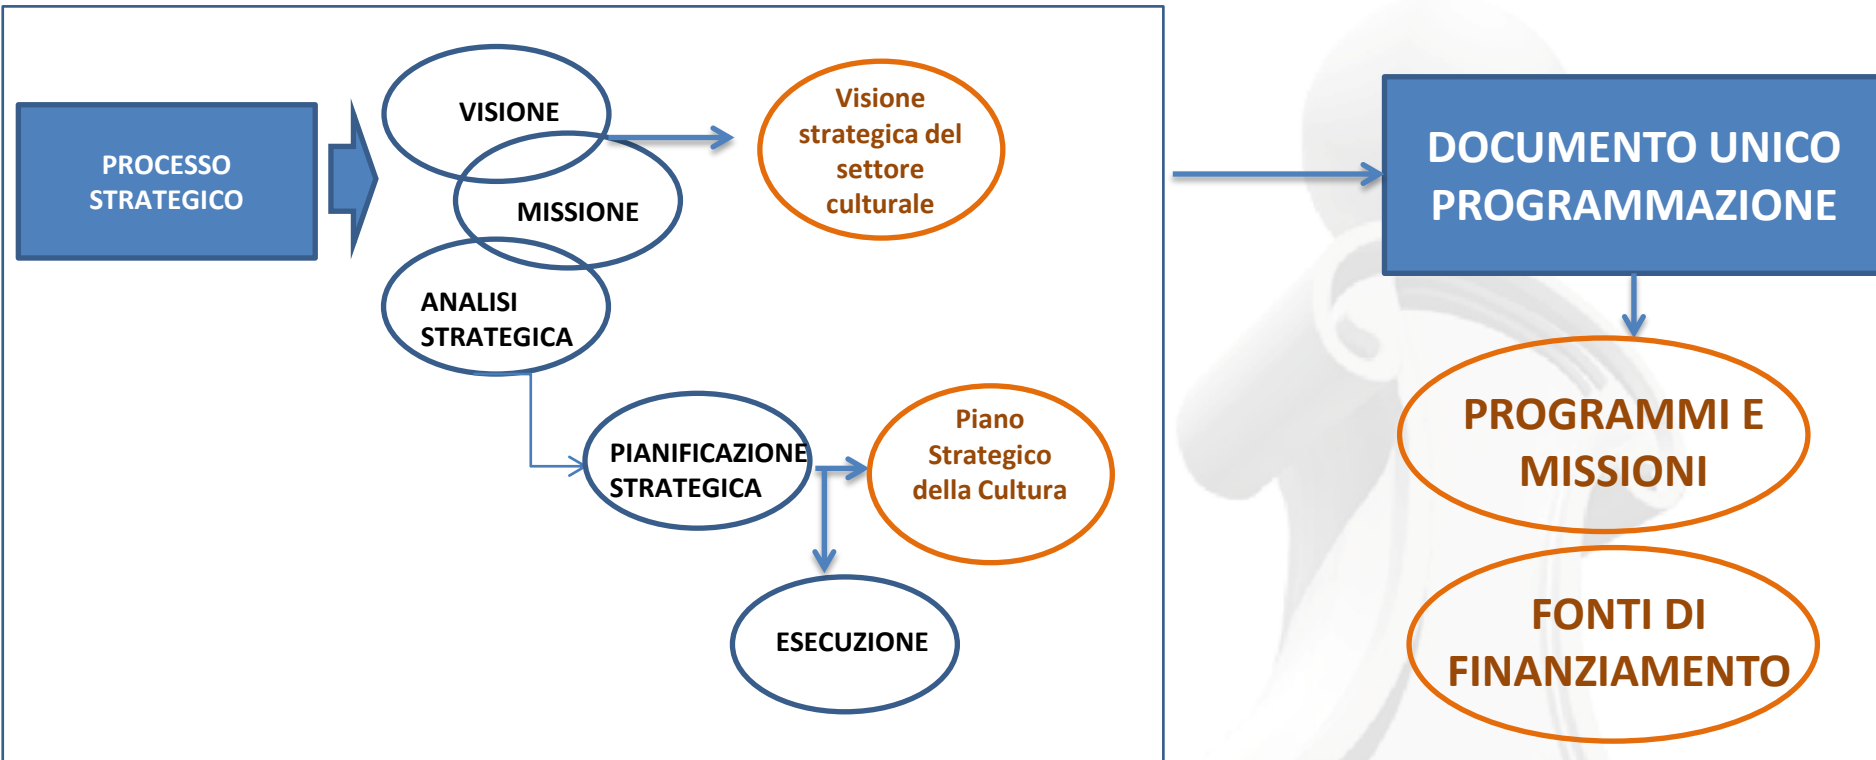 PROCESSO
STRATEGICO
VISIONE
MISSIONE
ANALISI
STRATEGICA
Visione
strategica del
settore
culturale
PIANIFICAZIONE
STRATEGICA
Piano
Strategico
della Cultura
ESECUZIONE
DOCUMENTO UNICO
PROGRAMMAZIONE
PROGRAMMI E
MISSIONI
FONTI DI
FINANZIAMENTO